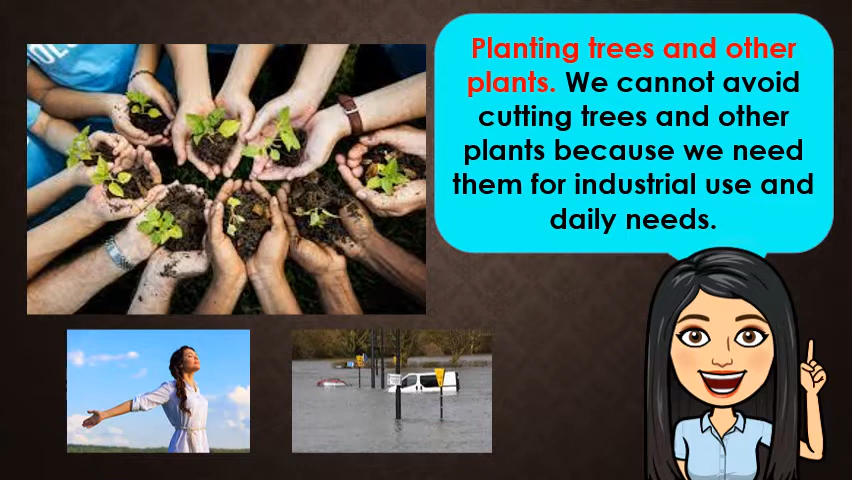 Planting trees and other
plants. We cannot avoid
cutting trees and other
plants because we need
them for industrial use and
daily needs.